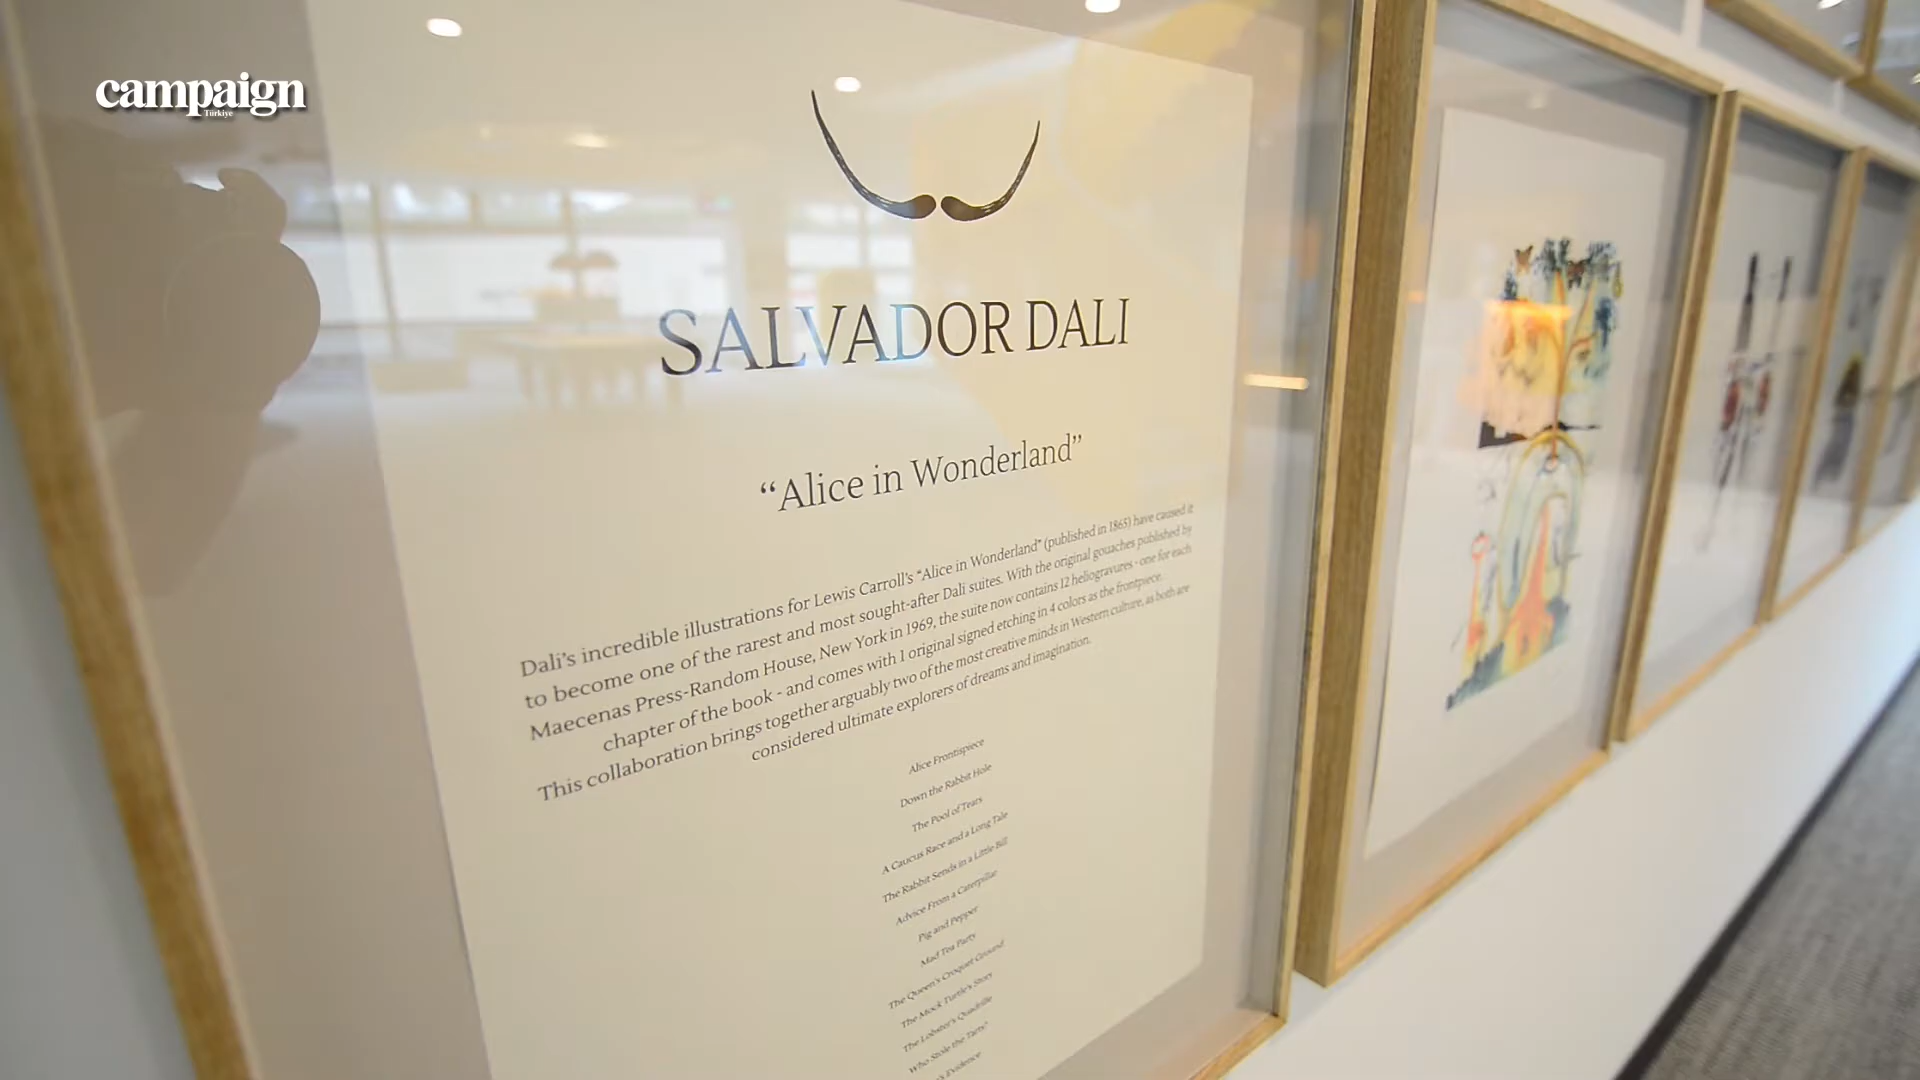 campaign
Türkiye
SALVADOR DALI
“Alice in Wonderland”
Dali's incredible illustrations for Lewis Carroll's “Alice in Wonderland” (published in 1865) have caused it
to become one of the rarest and most sought-after Dali suites. With the original gouaches published by
Maecenas Press-Random House, New York in 1969, the suite now contains 12 heliogravures - one for each
chapter of the book - and comes with 1 original signed etching in 4 colors as the frontpiece.
This collaboration brings together arguably two of the most creative minds in Western culture, as both are
considered ultimate explorers of dreams and imagination.
Alice Frontispiece
Down the Rabbit Hole
The Pool of Tears
A Caucus Race and a Long Tale
The Rabbit Sends in a Little Bill
Advice From a Caterpillar
Pig and Pepper
Mad Tea Party
The Queen's Croquet Ground
The Mock Turtle's Story
The Lobster's Quadrille
Who Stole the Tarts?
Evidence